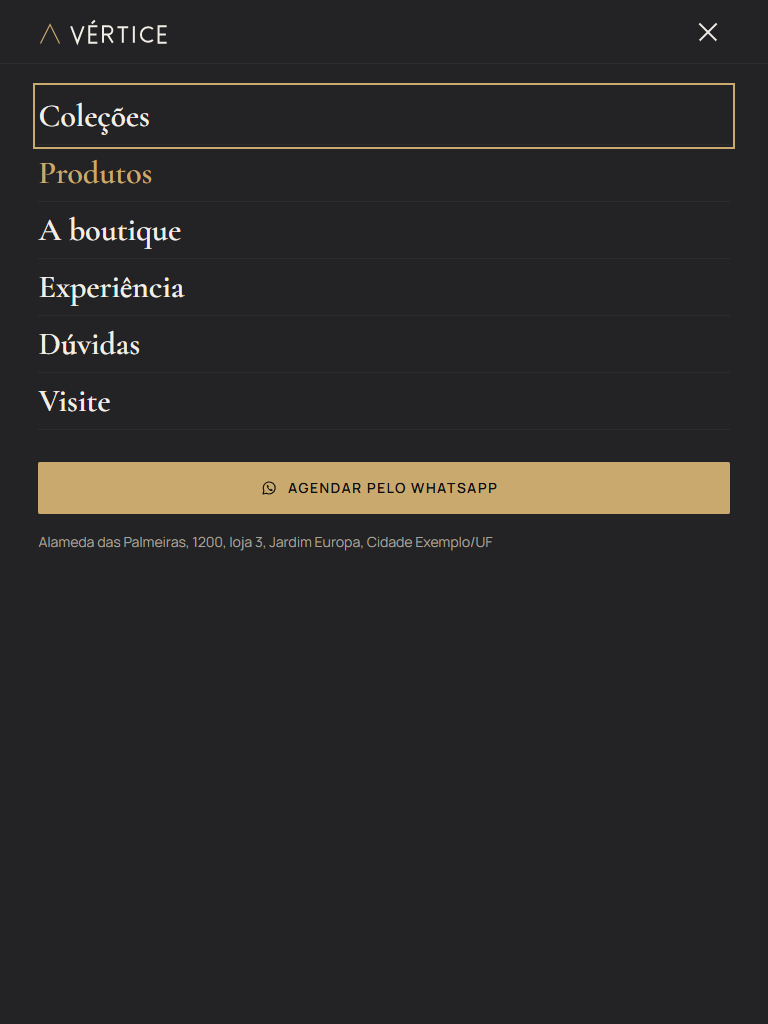 VÉRTICE
Coleções
Produtos
A boutique
Experiência
Dúvidas
Visite
AGENDAR PELO WHATSAPP
Alameda das Palmeiras, 1200, loja 3, Jardim Europa, Cidade Exemplo/UF